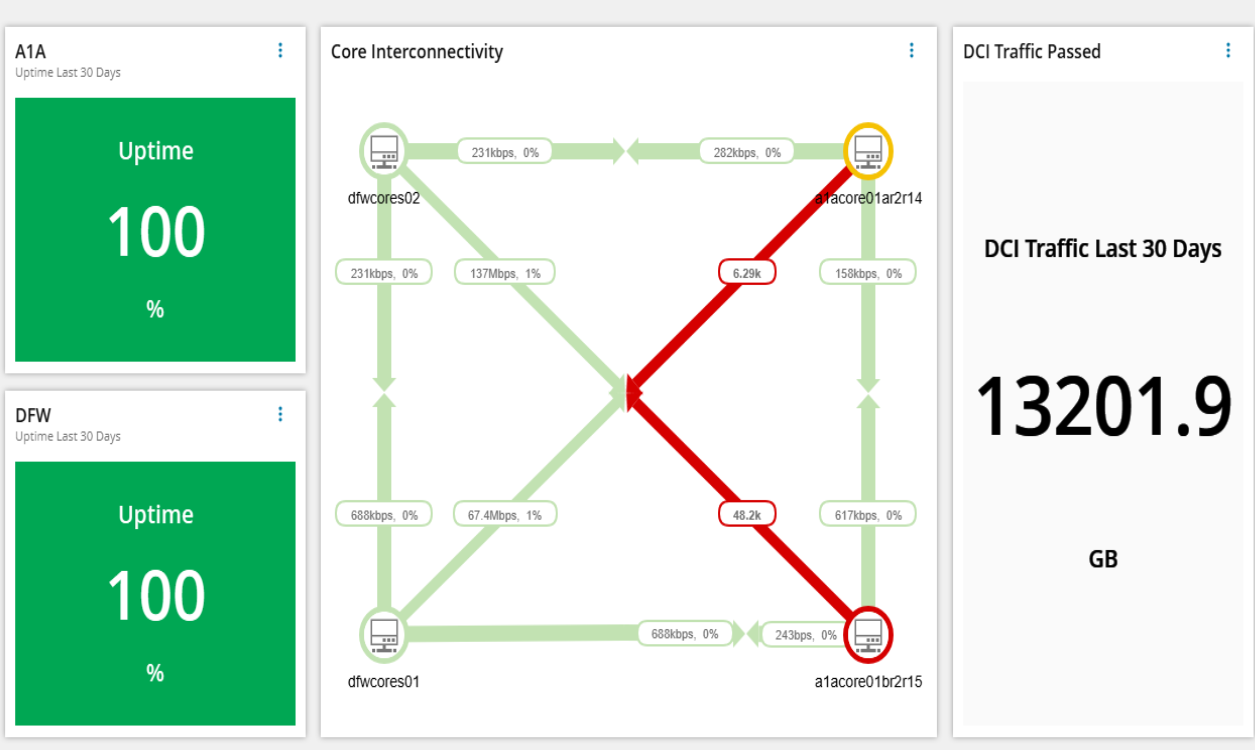 A1A
Uptime Last 30 Days
Uptime
100
%
DFW
Uptime Last 30 Days
Uptime
100
%
Core Interconnectivity
231kbps, 0%
282kbps, 0%
dfwcores02
a1acore01ar2r14
231kbps, 0%
137Mbps, 1%
6.29k
158kbps, 0%
688kbps, 0%
67.4Mbps, 1%
48.2k
617kbps, 0%
688kbps, 0%
243bps, 0%
dfwcores01
a1acore01br2r15
DCI Traffic Passed
DCI Traffic Last 30 Days
13201.9
GB